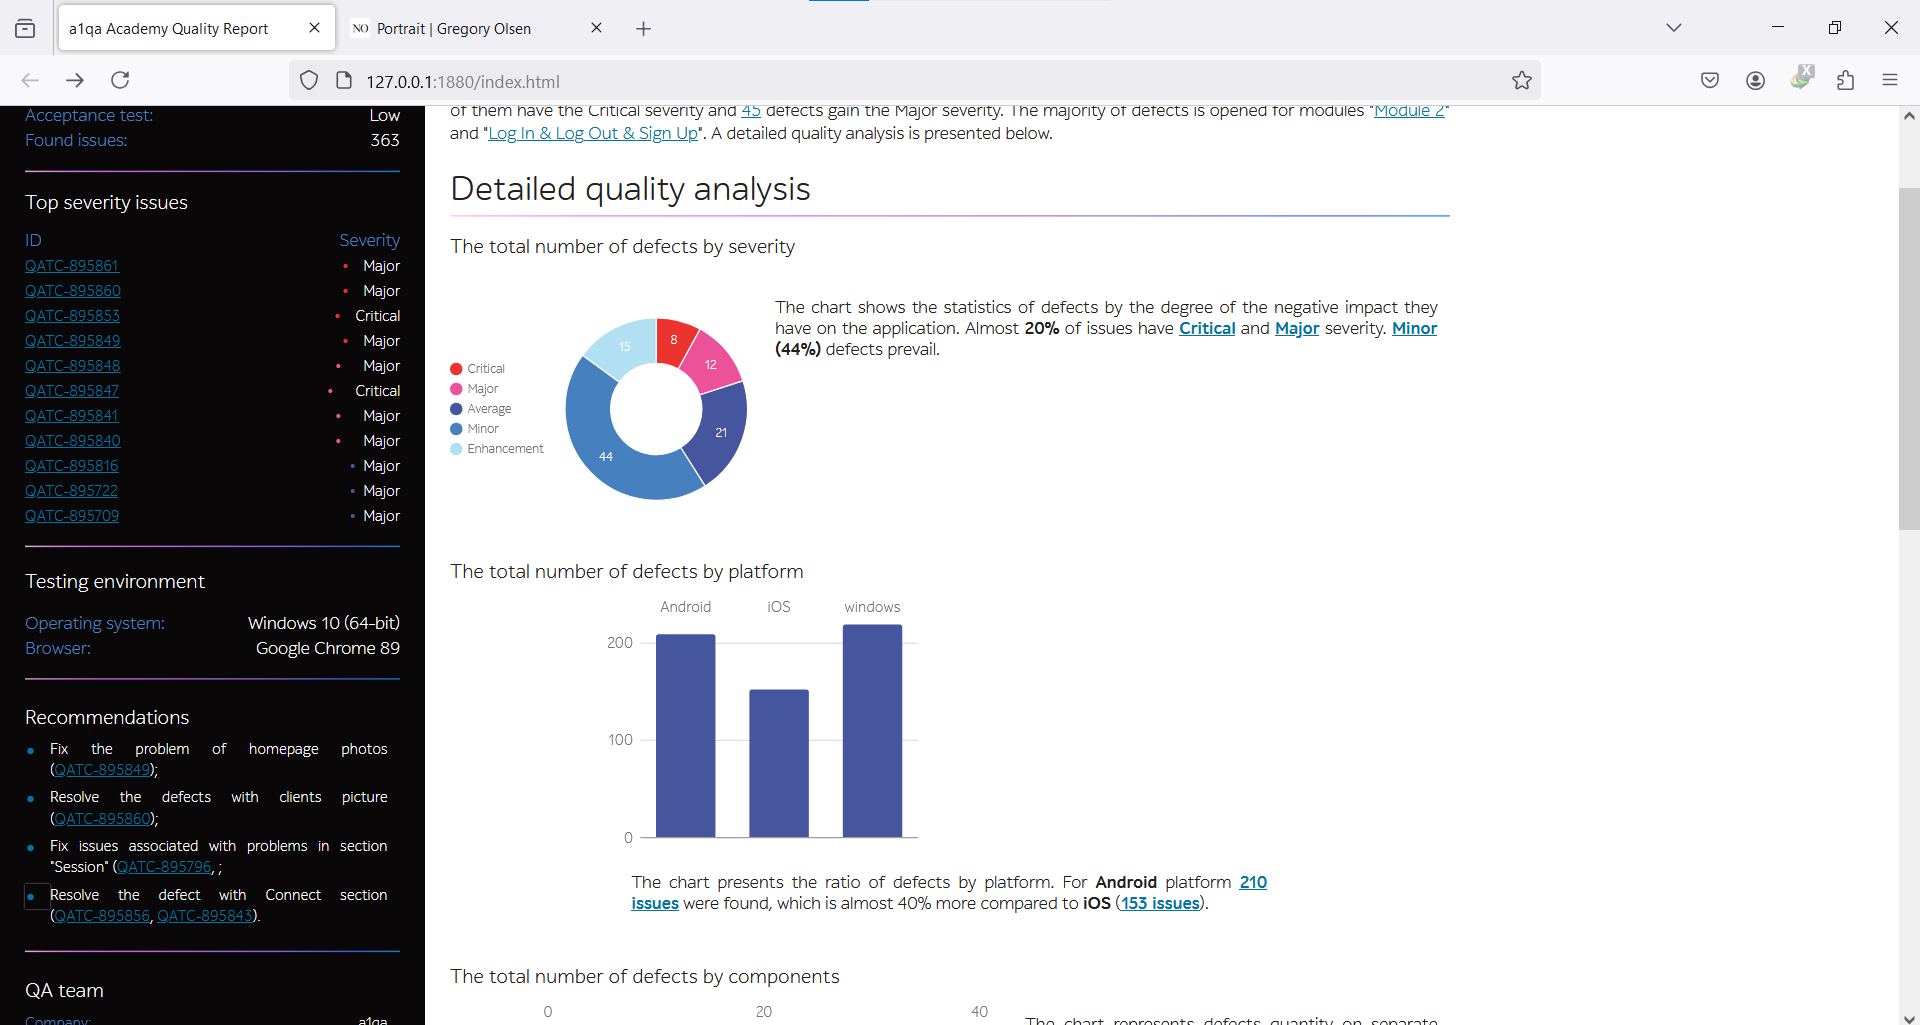 a1qa Academy Quality Report
NO Portrait | Gregory Olsen
127.0.0.1:1880/index.html
Acceptance test: Low
Found issues: 363
Top severity issues
ID Severity
QATC-895861 Major
QATC-895860 Major
QATC-895853 Critical
QATC-895849 Major
QATC-895848 Major
QATC-895847 Critical
QATC-895841 Major
QATC-895840 Major
QATC-895816 Major
QATC-895722 Major
QATC-895709 Major
Testing environment
Operating system: Windows 10 (64-bit)
Browser: Google Chrome 89
Recommendations
Fix the problem of homepage photos
(QATC-895849);
Resolve the defects with clients picture
(QATC-895860);
Fix issues associated with problems in section
"Session" (QATC-895796, ;
Resolve the defect with Connect section
(QATC-895856, QATC-895843).
QA team
Company: a1qa
of them have the Critical severity and 45 defects gain the Major severity. The majority of defects is opened for modules "Module 2"
and "Log In & Log Out & Sign Up". A detailed quality analysis is presented below.
Detailed quality analysis
The total number of defects by severity
Critical
Major
Average
Minor
Enhancement
15
8
12
21
44
The chart shows the statistics of defects by the degree of the negative impact they
have on the application. Almost 20% of issues have Critical and Major severity. Minor
(44%) defects prevail.
The total number of defects by platform
Android iOS windows
200
100
0
The chart presents the ratio of defects by platform. For Android platform 210
issues were found, which is almost 40% more compared to iOS (153 issues).
The total number of defects by components
0 20 40
The chart represents defects quantity on separate